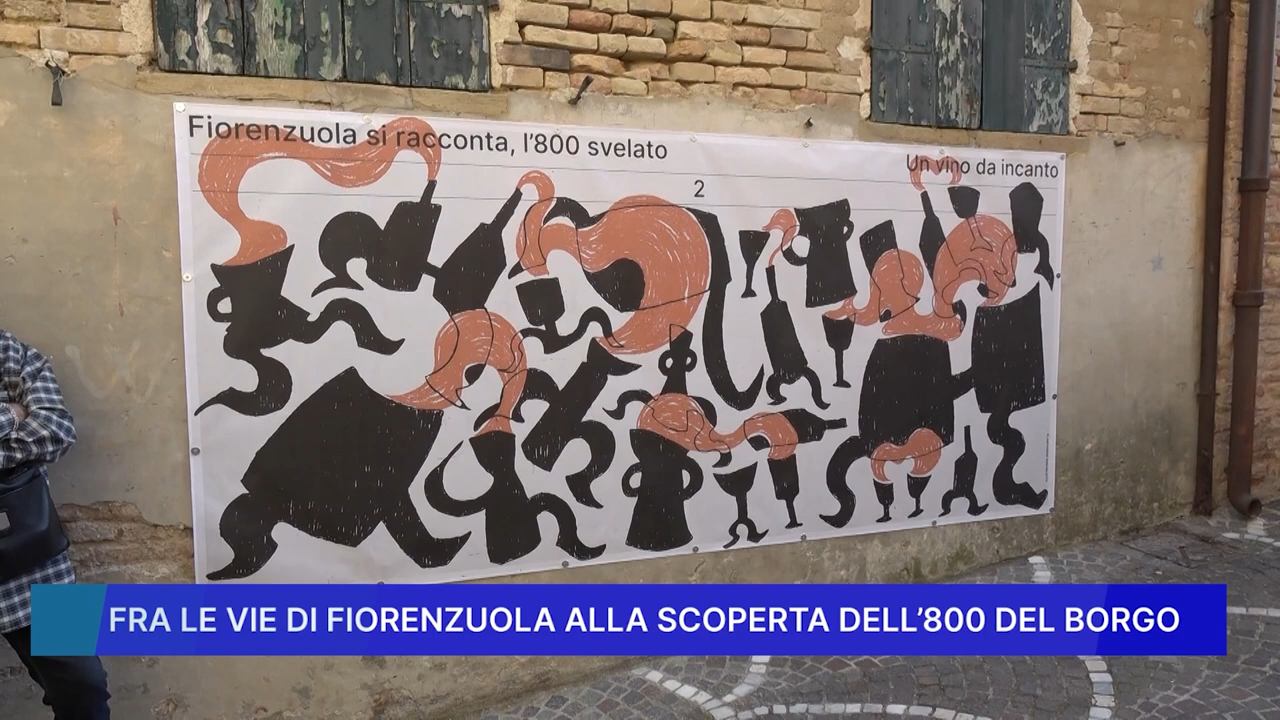 Fiorenzuola si racconta, l'800 svelato
Un vino da incanto
2
FRA LE VIE DI FIORENZUOLA ALLA SCOPERTA DELL'800 DEL BORGO